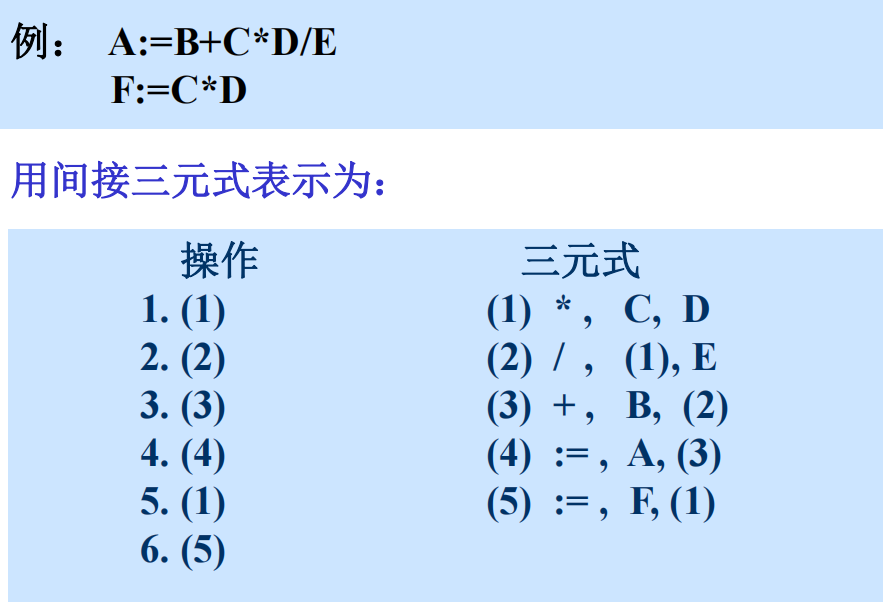 例： A:=B+C*D/E
F:=C*D
用间接三元式表示为：
操作 三元式
1. (1) (1) * , C, D
2. (2) (2) / , (1), E
3. (3) (3) + , B, (2)
4. (4) (4) := , A, (3)
5. (1) (5) := , F, (1)
6. (5)